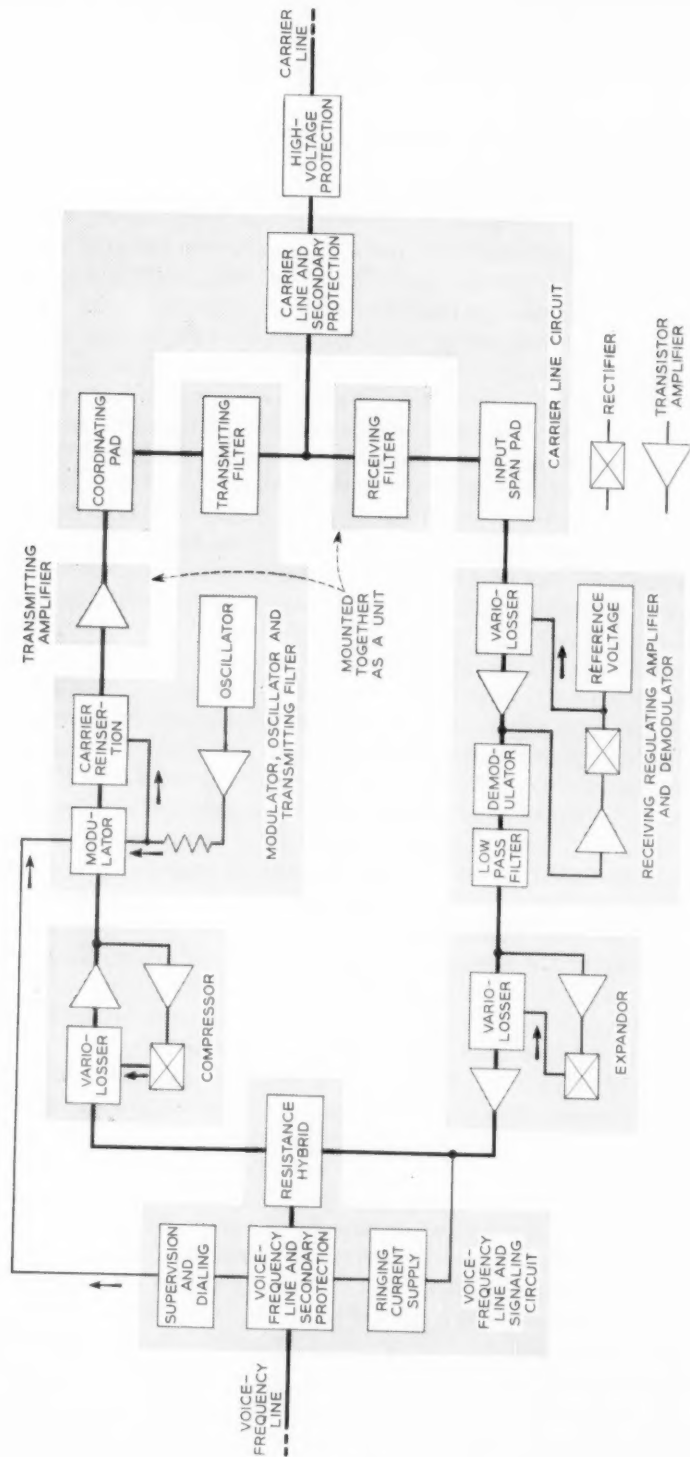 VOICE-
FREQUENCY
LINE
SUPERVISION
AND
DIALING
VOICE-
FREQUENCY
LINE AND
SECONDARY
PROTECTION
RINGING
CURRENT
SUPPLY
VOICE-
FREQUENCY
LINE AND
SIGNALING
CIRCUIT
RESISTANCE
HYBRID
VARIO-
LOSSER
COMPRESSOR
MODU-
LATOR
CARRIER
REINSER-
TION
OSCILLATOR
MODULATOR, OSCILLATOR AND
TRANSMITTING FILTER
TRANSMITTING
AMPLIFIER
MOUNTED
TOGETHER
AS A UNIT
COORDINATING
PAD
TRANSMITTING
FILTER
RECEIVING
FILTER
INPUT
SPAN PAD
CARRIER LINE CIRCUIT
CARRIER
LINE AND
SECONDARY
PROTECTION
HIGH-
VOLTAGE
PROTECTION
CARRIER
LINE
VARIO-
LOSSER
EXPANDOR
LOW
PASS
FILTER
DEMOD-
ULATOR
VARIO-
LOSSER
REFERENCE
VOLTAGE
RECEIVING REGULATING AMPLIFIER
AND DEMODULATOR
RECTIFIER
TRANSISTOR
AMPLIFIER